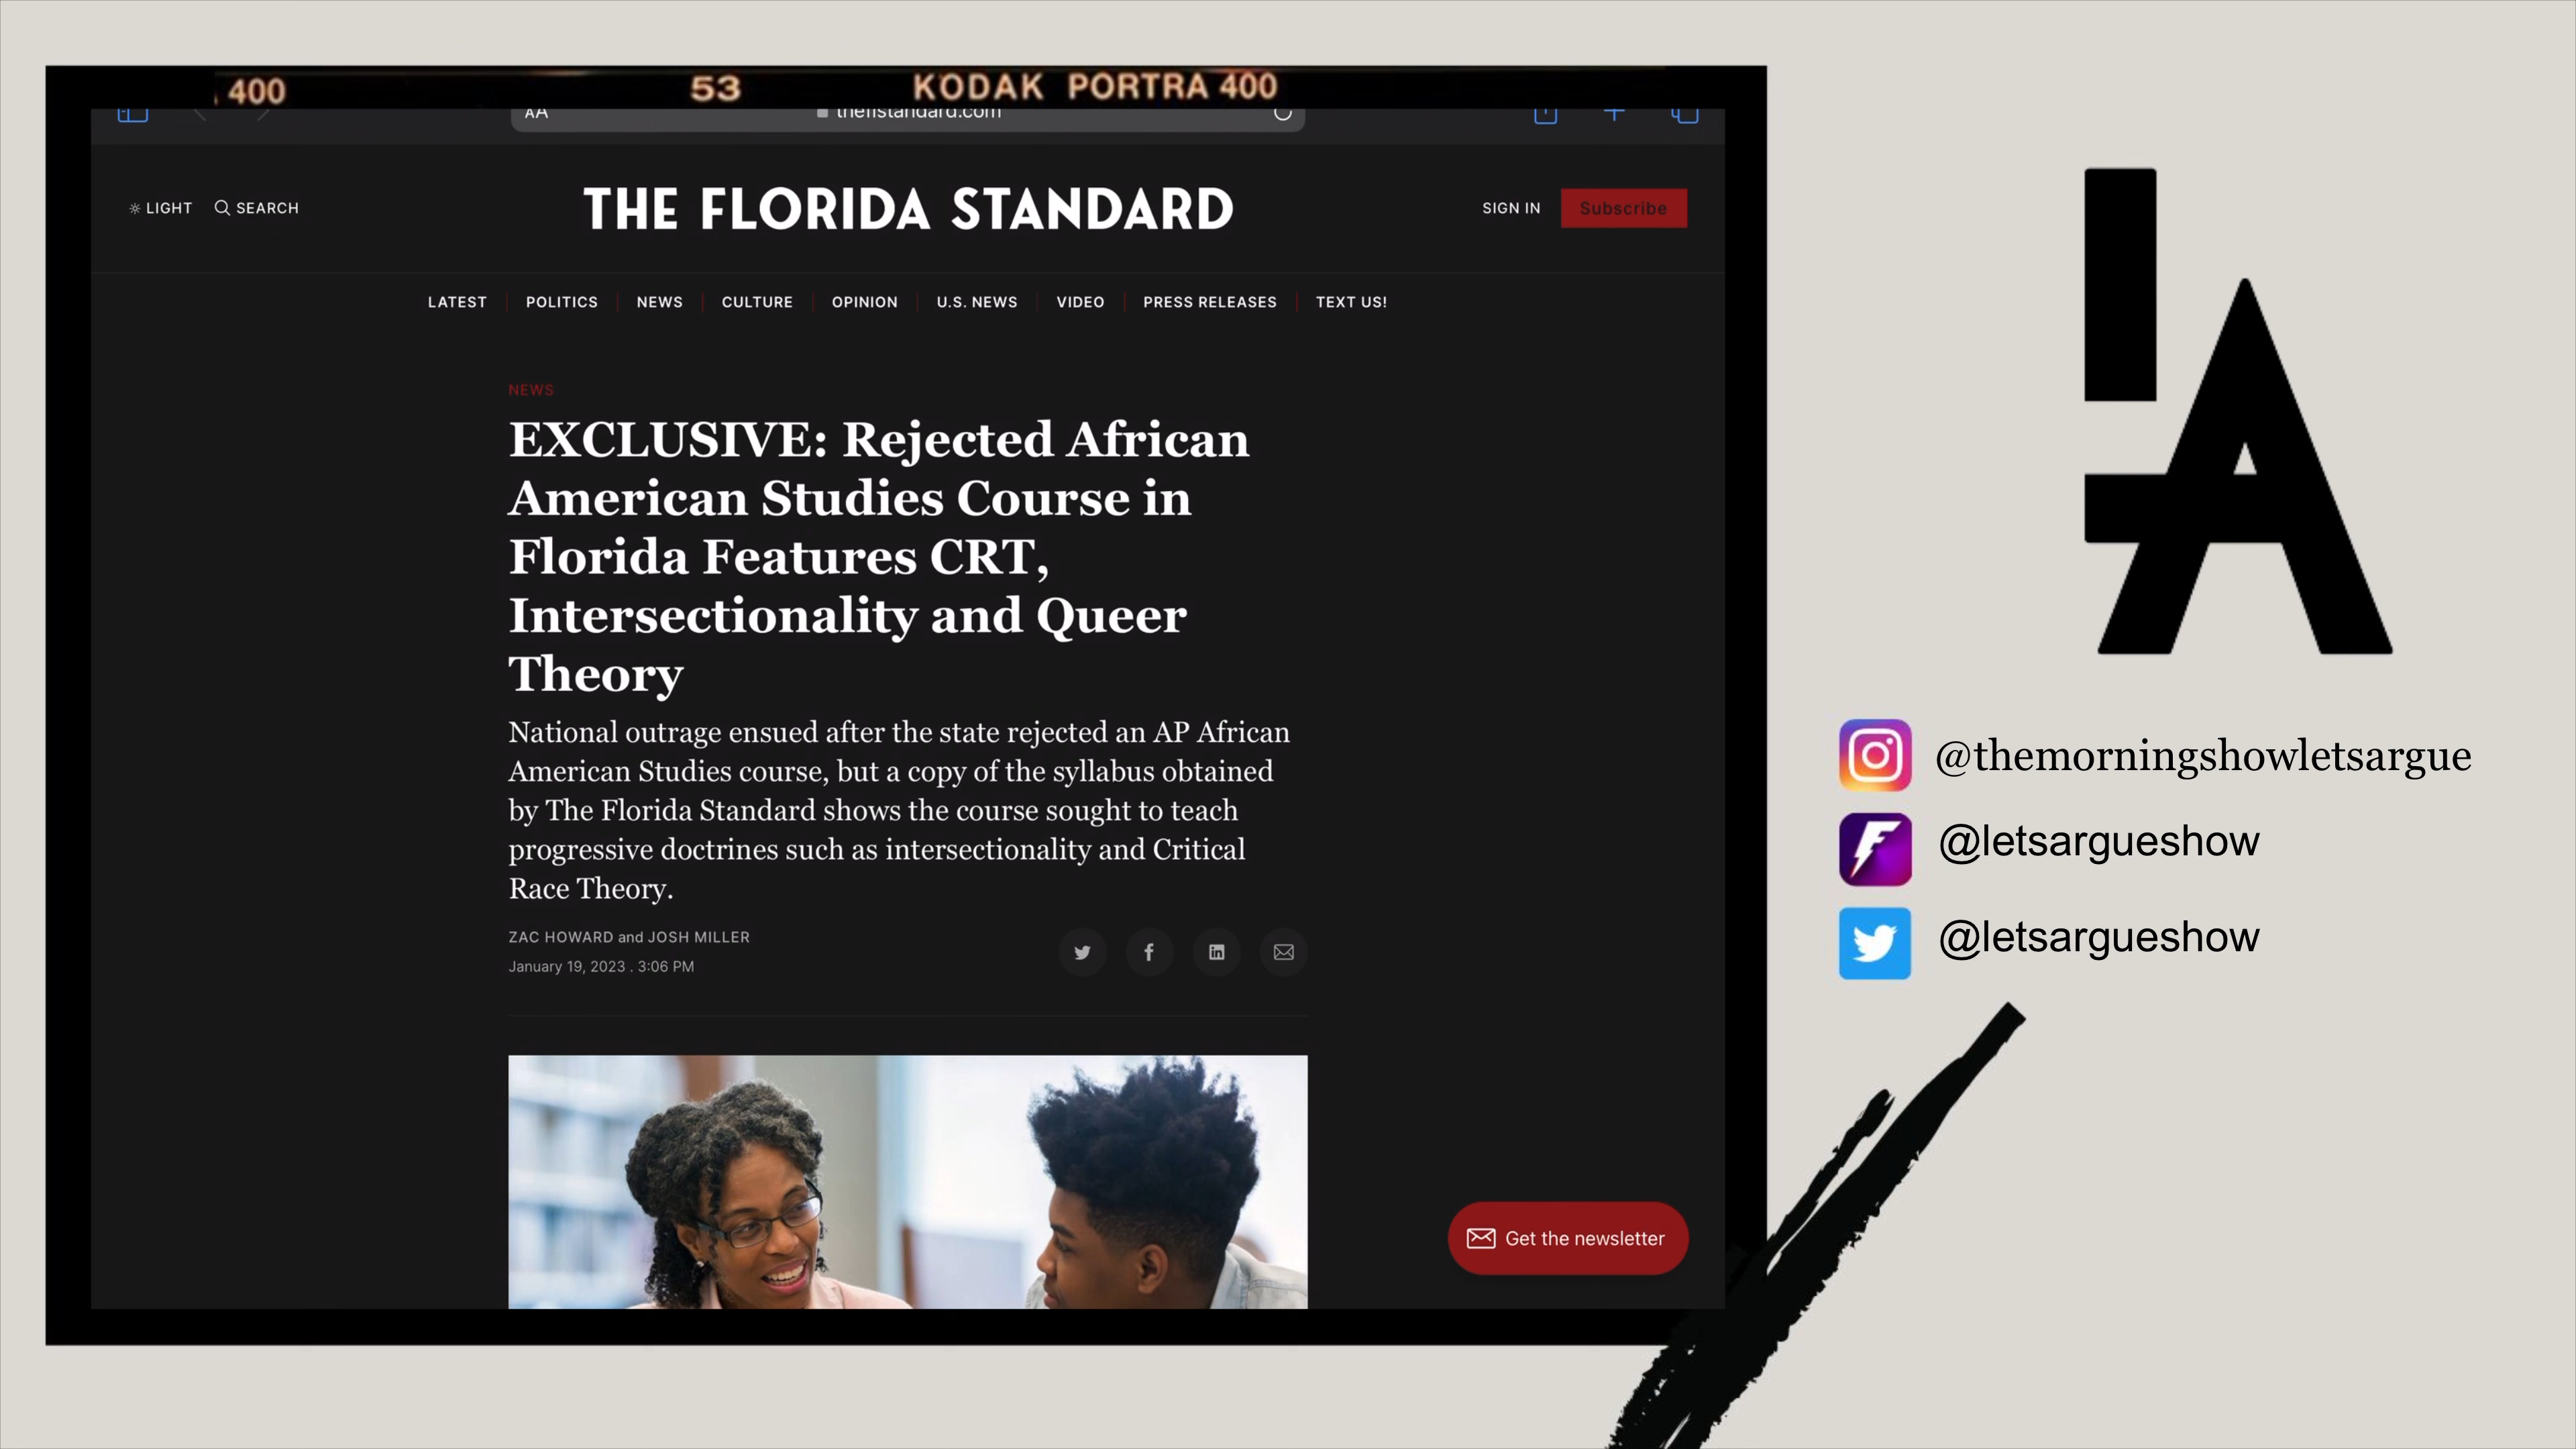 400 53 KODAK PORTRA 400
AA theflstandard.com
LIGHT SEARCH THE FLORIDA STANDARD SIGN IN Subscribe
LATEST POLITICS NEWS CULTURE OPINION U.S. NEWS VIDEO PRESS RELEASES TEXT US!
NEWS
EXCLUSIVE: Rejected African
American Studies Course in
Florida Features CRT,
Intersectionality and Queer
Theory
National outrage ensued after the state rejected an AP African
American Studies course, but a copy of the syllabus obtained
by The Florida Standard shows the course sought to teach
progressive doctrines such as intersectionality and Critical
Race Theory.
ZAC HOWARD and JOSH MILLER
January 19, 2023 . 3:06 PM
Get the newsletter
LA
@themorningshowletsargue
@letsargueshow
@letsargueshow